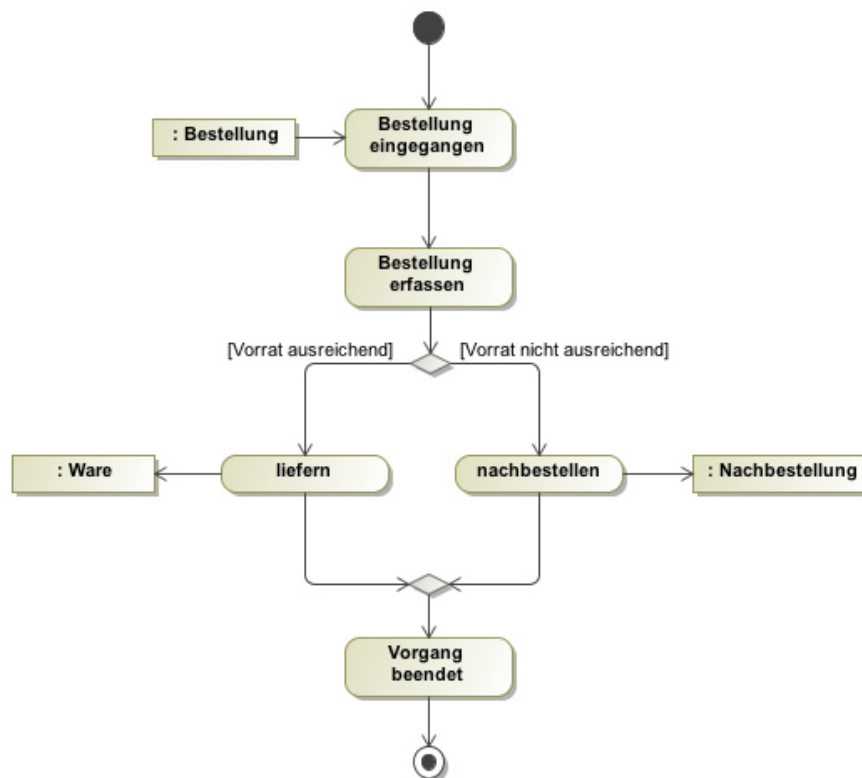 : Bestellung
Bestellung
eingegangen
Bestellung
erfassen
[Vorrat ausreichend]
[Vorrat nicht ausreichend]
: Ware
liefern
nachbestellen
: Nachbestellung
Vorgang
beendet